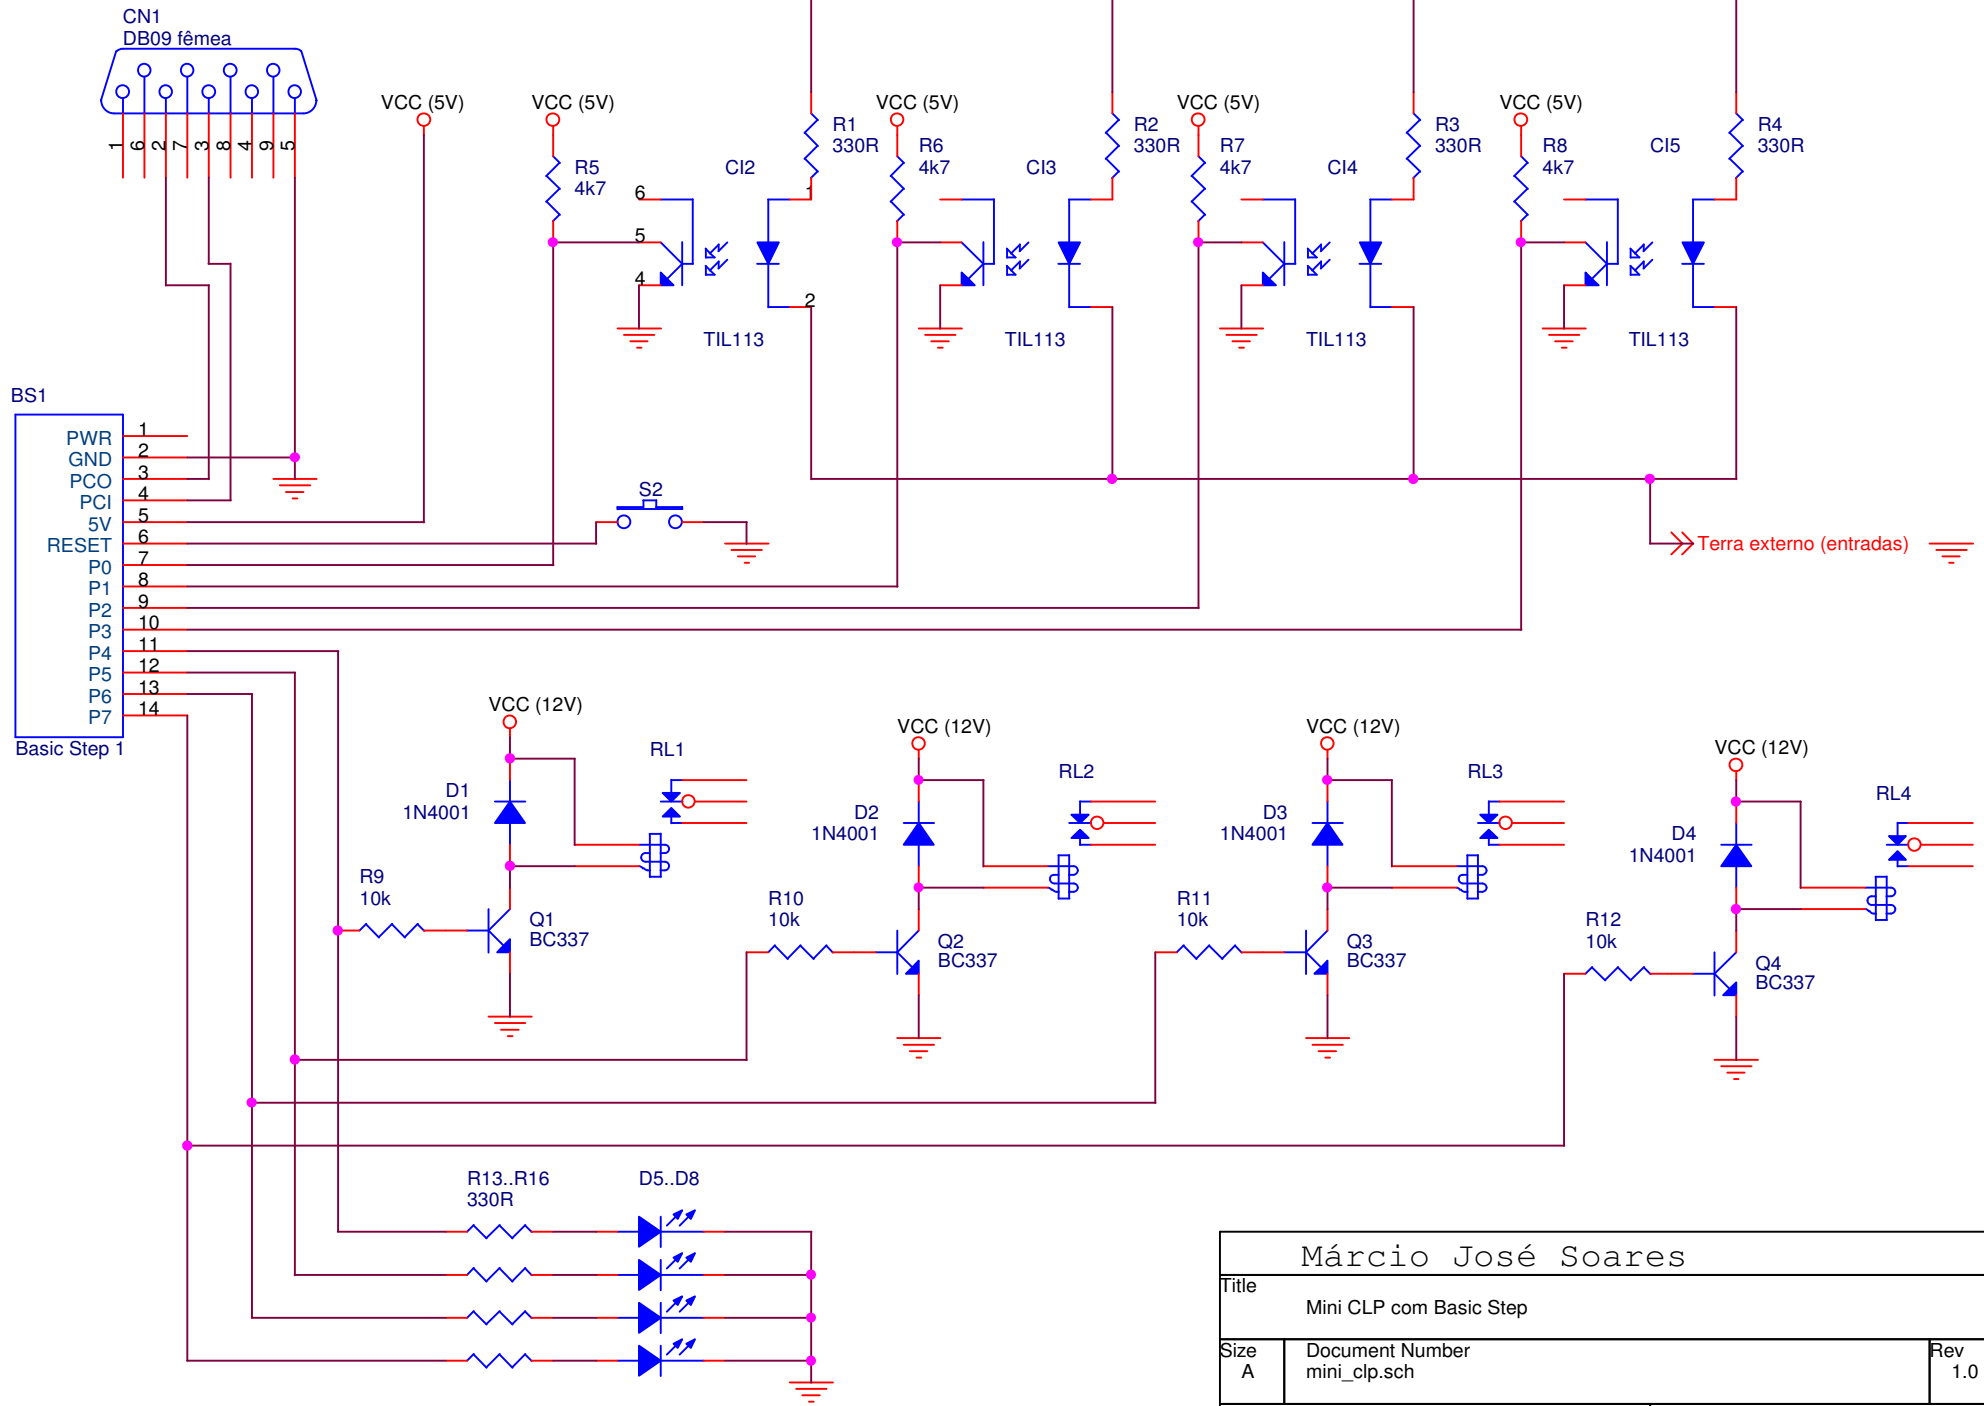 CN1
DB09 fêmea
1
6
2
7
3
8
4
9
5
VCC (5V)
VCC (5V)
R5
4k7
CI2
6
5
4
1
2
TIL113
R1
330R
VCC (5V)
R6
4k7
CI3
TIL113
R2
330R
VCC (5V)
R7
4k7
CI4
TIL113
R3
330R
VCC (5V)
R8
4k7
CI5
TIL113
R4
330R
BS1
PWR 1
GND 2
PCO 3
PCI 4
5V 5
RESET 6
P0 7
P1 8
P2 9
P3 10
P4 11
P5 12
P6 13
P7 14
Basic Step 1
S2
Terra externo (entradas)
VCC (12V)
RL1
D1
1N4001
R9
10k
Q1
BC337
VCC (12V)
RL2
D2
1N4001
R10
10k
Q2
BC337
VCC (12V)
RL3
D3
1N4001
R11
10k
Q3
BC337
VCC (12V)
RL4
D4
1N4001
R12
10k
Q4
BC337
R13..R16
330R
D5..D8
Márcio José Soares
Title
Mini CLP com Basic Step
Size
A
Document Number
mini_clp.sch
Rev
1.0